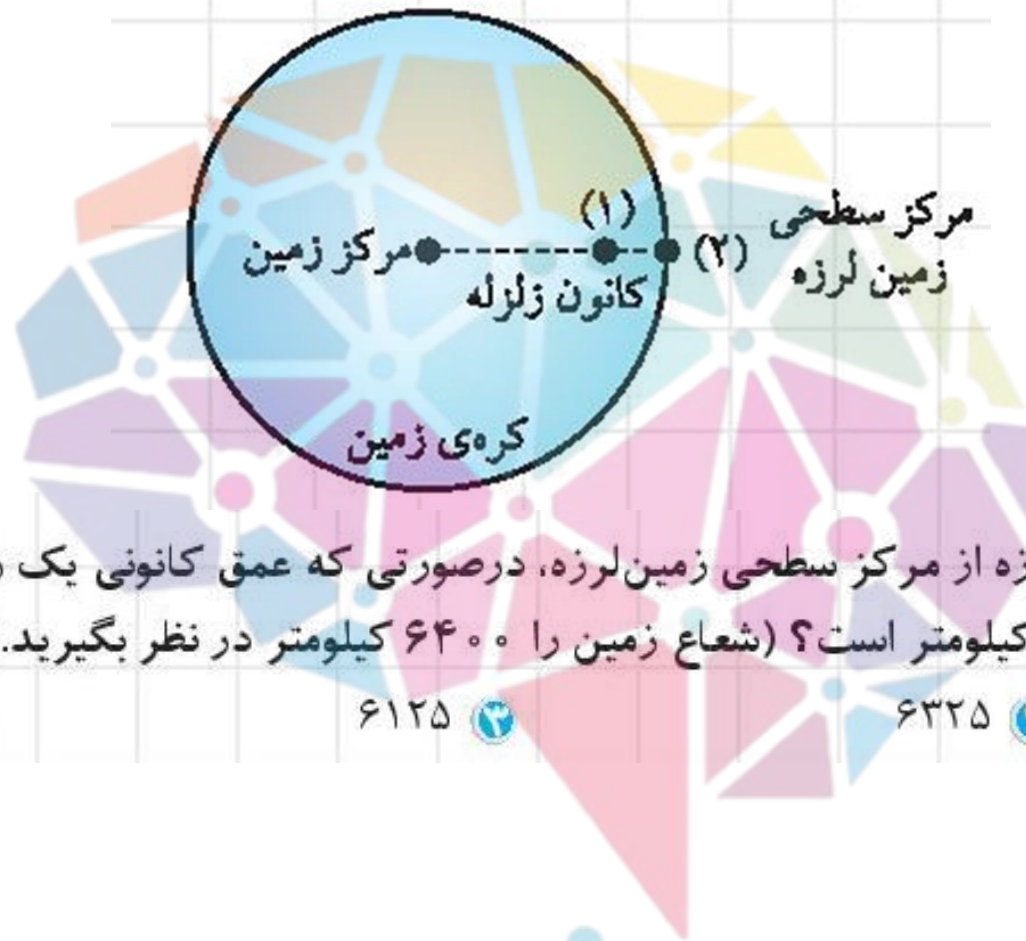 (۱)
مرکز سطحی
زمین لرزه
(۲)
مرکز زمین
کانون زلزله
کره‌ی زمین
از مرکز سطحی زمین‌لرزه، درصورتی که عمق کانونی یک
کیلومتر است؟ (شعاع زمین را ۶۴۰۰ کیلومتر در نظر بگیرید.
۶۳۲۵
۳ ۶۱۲۵